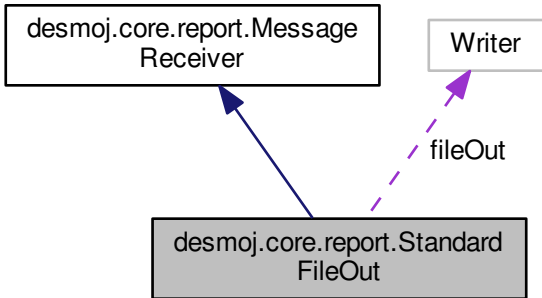 desmoj.core.report.Message
Receiver
Writer
fileOut
desmoj.core.report.Standard
FileOut